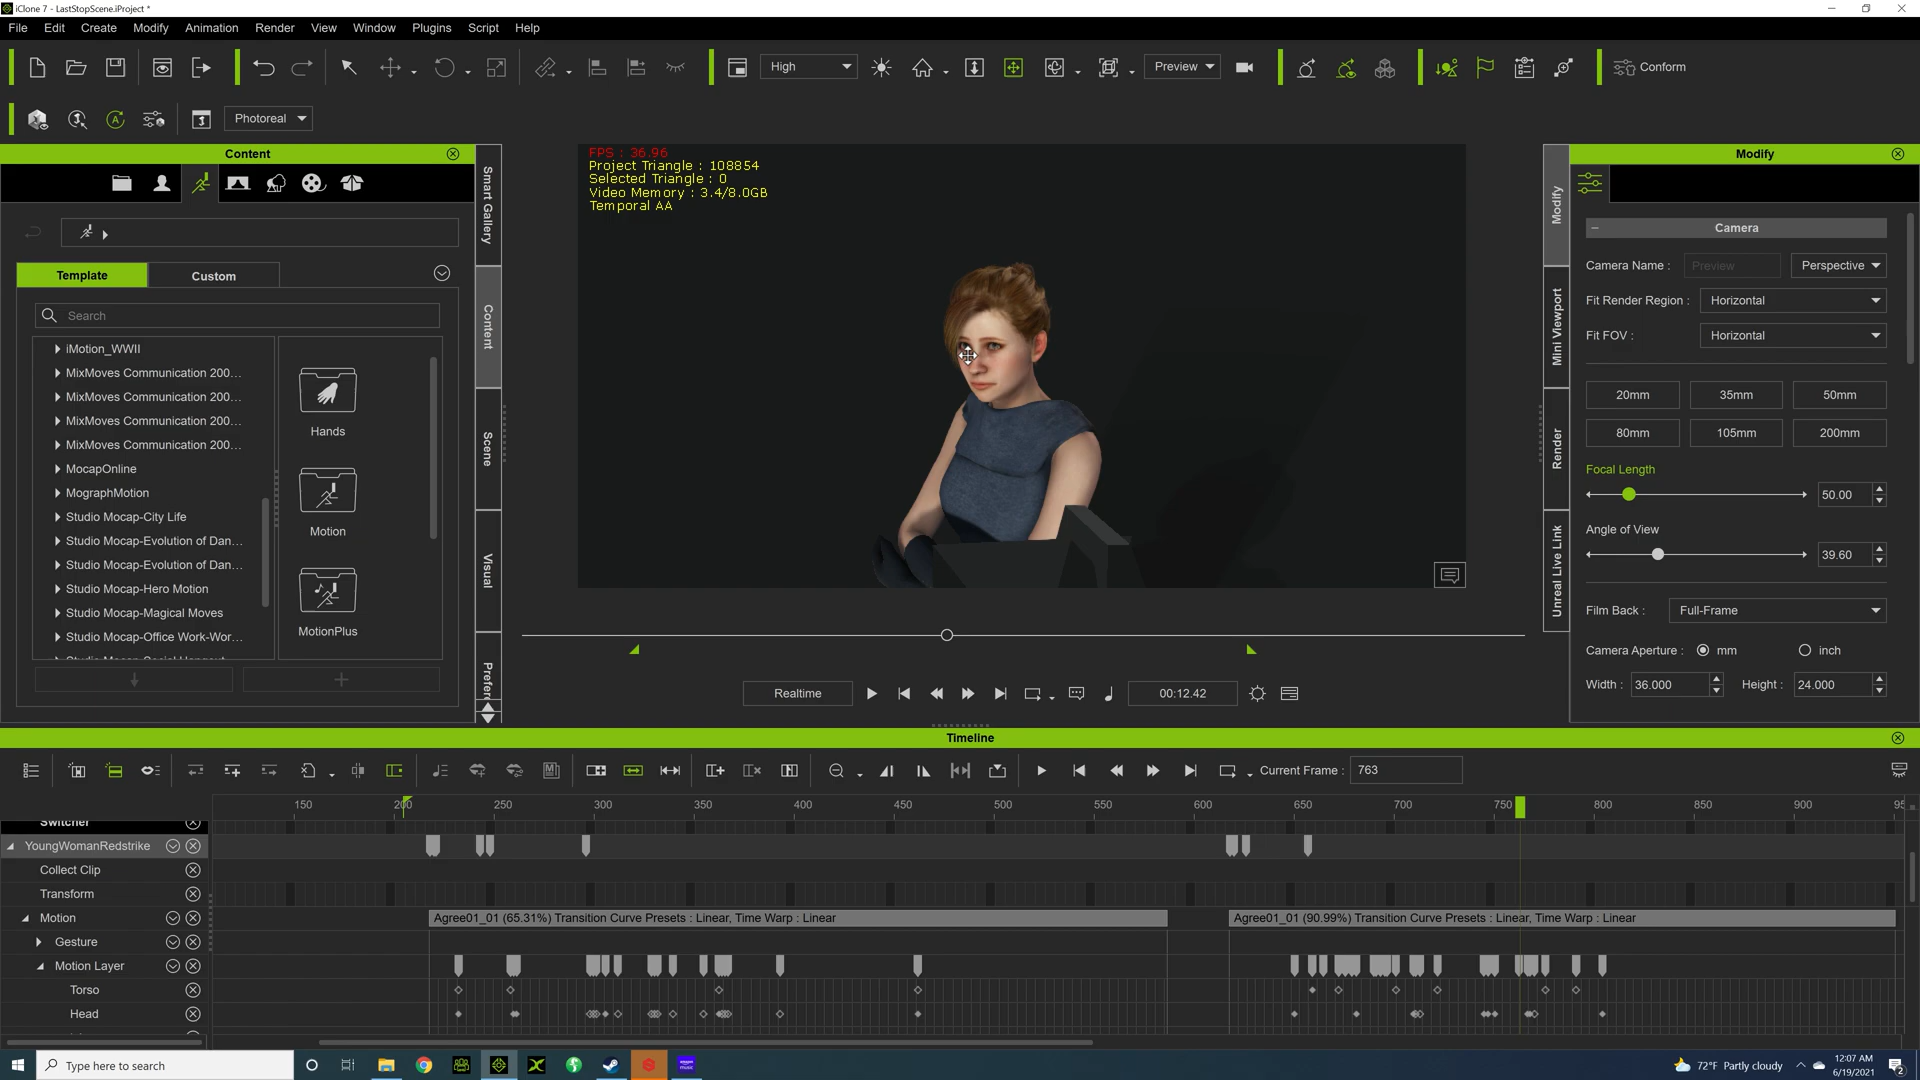 iClone 7 - LastStopScene.iProject *
File Edit Create Modify Animation Render View Window Plugins Script Help
High Preview Conform
Photoreal
Content
Smart Gallery
Content
Scene
Visual
Prefer
Template Custom
Search
iMotion_WWII
MixMoves Communication 200...
MixMoves Communication 200...
MixMoves Communication 200...
MixMoves Communication 200...
MocapOnline
MographMotion
Studio Mocap-City Life
Studio Mocap-Evolution of Dan...
Studio Mocap-Evolution of Dan...
Studio Mocap-Hero Motion
Studio Mocap-Magical Moves
Studio Mocap-Office Work-Wor...
Hands
Motion
MotionPlus
FPS : 36.96
Project Triangle : 108854
Selected Triangle : 0
Video Memory : 3.4/8.0GB
Temporal AA
Realtime 00:12.42
Modify
Mini Viewport
Render
Unreal Live Link
Modify
Camera
Camera Name : Preview Perspective
Fit Render Region : Horizontal
Fit FOV : Horizontal
20mm 35mm 50mm
80mm 105mm 200mm
Focal Length
50.00
Angle of View
39.60
Film Back : Full-Frame
Camera Aperture : mm inch
Width : 36.000 Height : 24.000
Timeline
Current Frame : 763
150 200 250 300 350 400 450 500 550 600 650 700 750 800 850 900 95
Switcher
YoungWomanRedstrike
Collect Clip
Transform
Motion
Agree01_01 (65.31%) Transition Curve Presets : Linear, Time Warp : Linear
Agree01_01 (90.99%) Transition Curve Presets : Linear, Time Warp : Linear
Gesture
Motion Layer
Torso
Head
Type here to search
72°F Partly cloudy
12:07 AM
6/19/2021
2